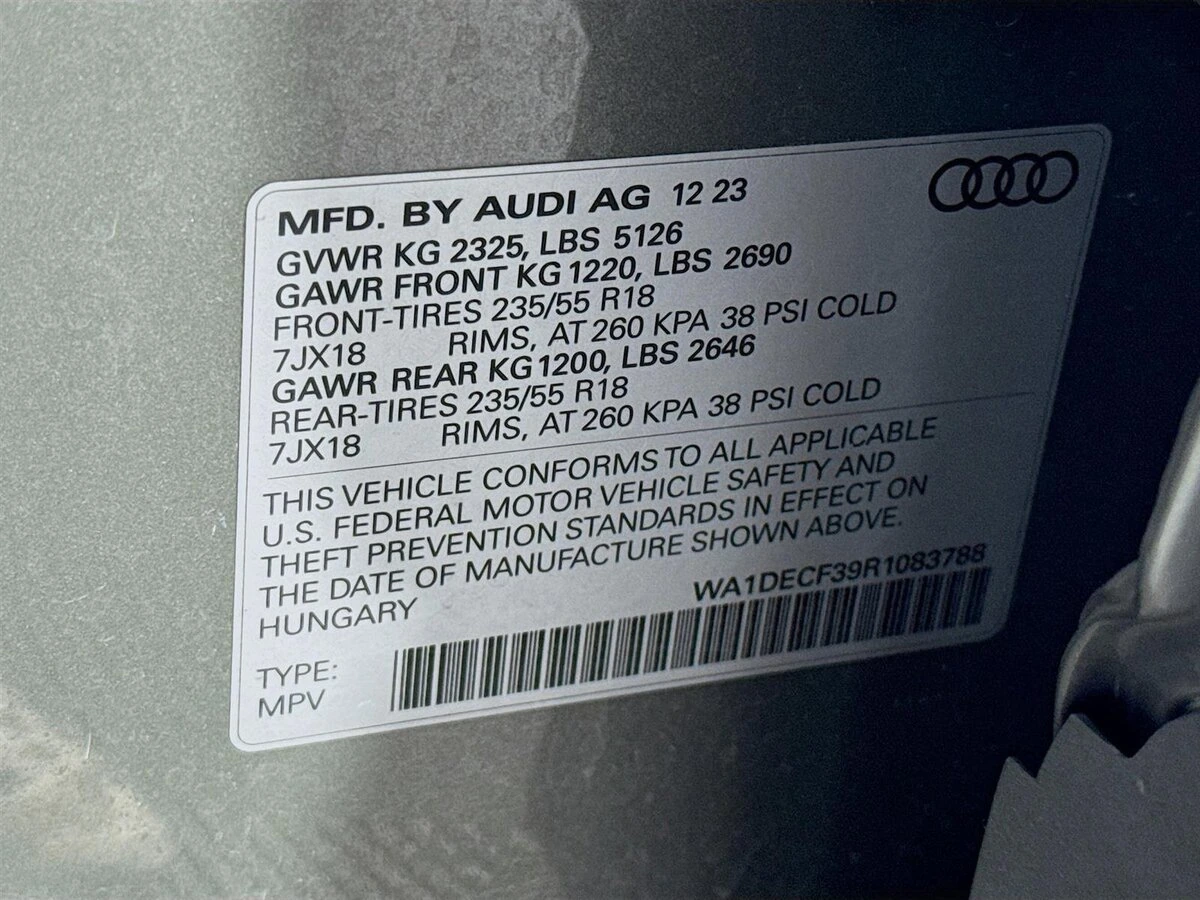 MFD. BY AUDI AG 12 23
GVWR KG 2325, LBS 5126
GAWR FRONT KG 1220, LBS 2690
FRONT-TIRES 235/55 R18
7JX18 RIMS, AT 260 KPA 38 PSI COLD
GAWR REAR KG 1200, LBS 2646
REAR-TIRES 235/55 R18
7JX18 RIMS, AT 260 KPA 38 PSI COLD
THIS VEHICLE CONFORMS TO ALL APPLICABLE
U.S. FEDERAL MOTOR VEHICLE SAFETY AND
THEFT PREVENTION STANDARDS IN EFFECT ON
THE DATE OF MANUFACTURE SHOWN ABOVE.
HUNGARY WA1DECF39R1083788
TYPE:
MPV